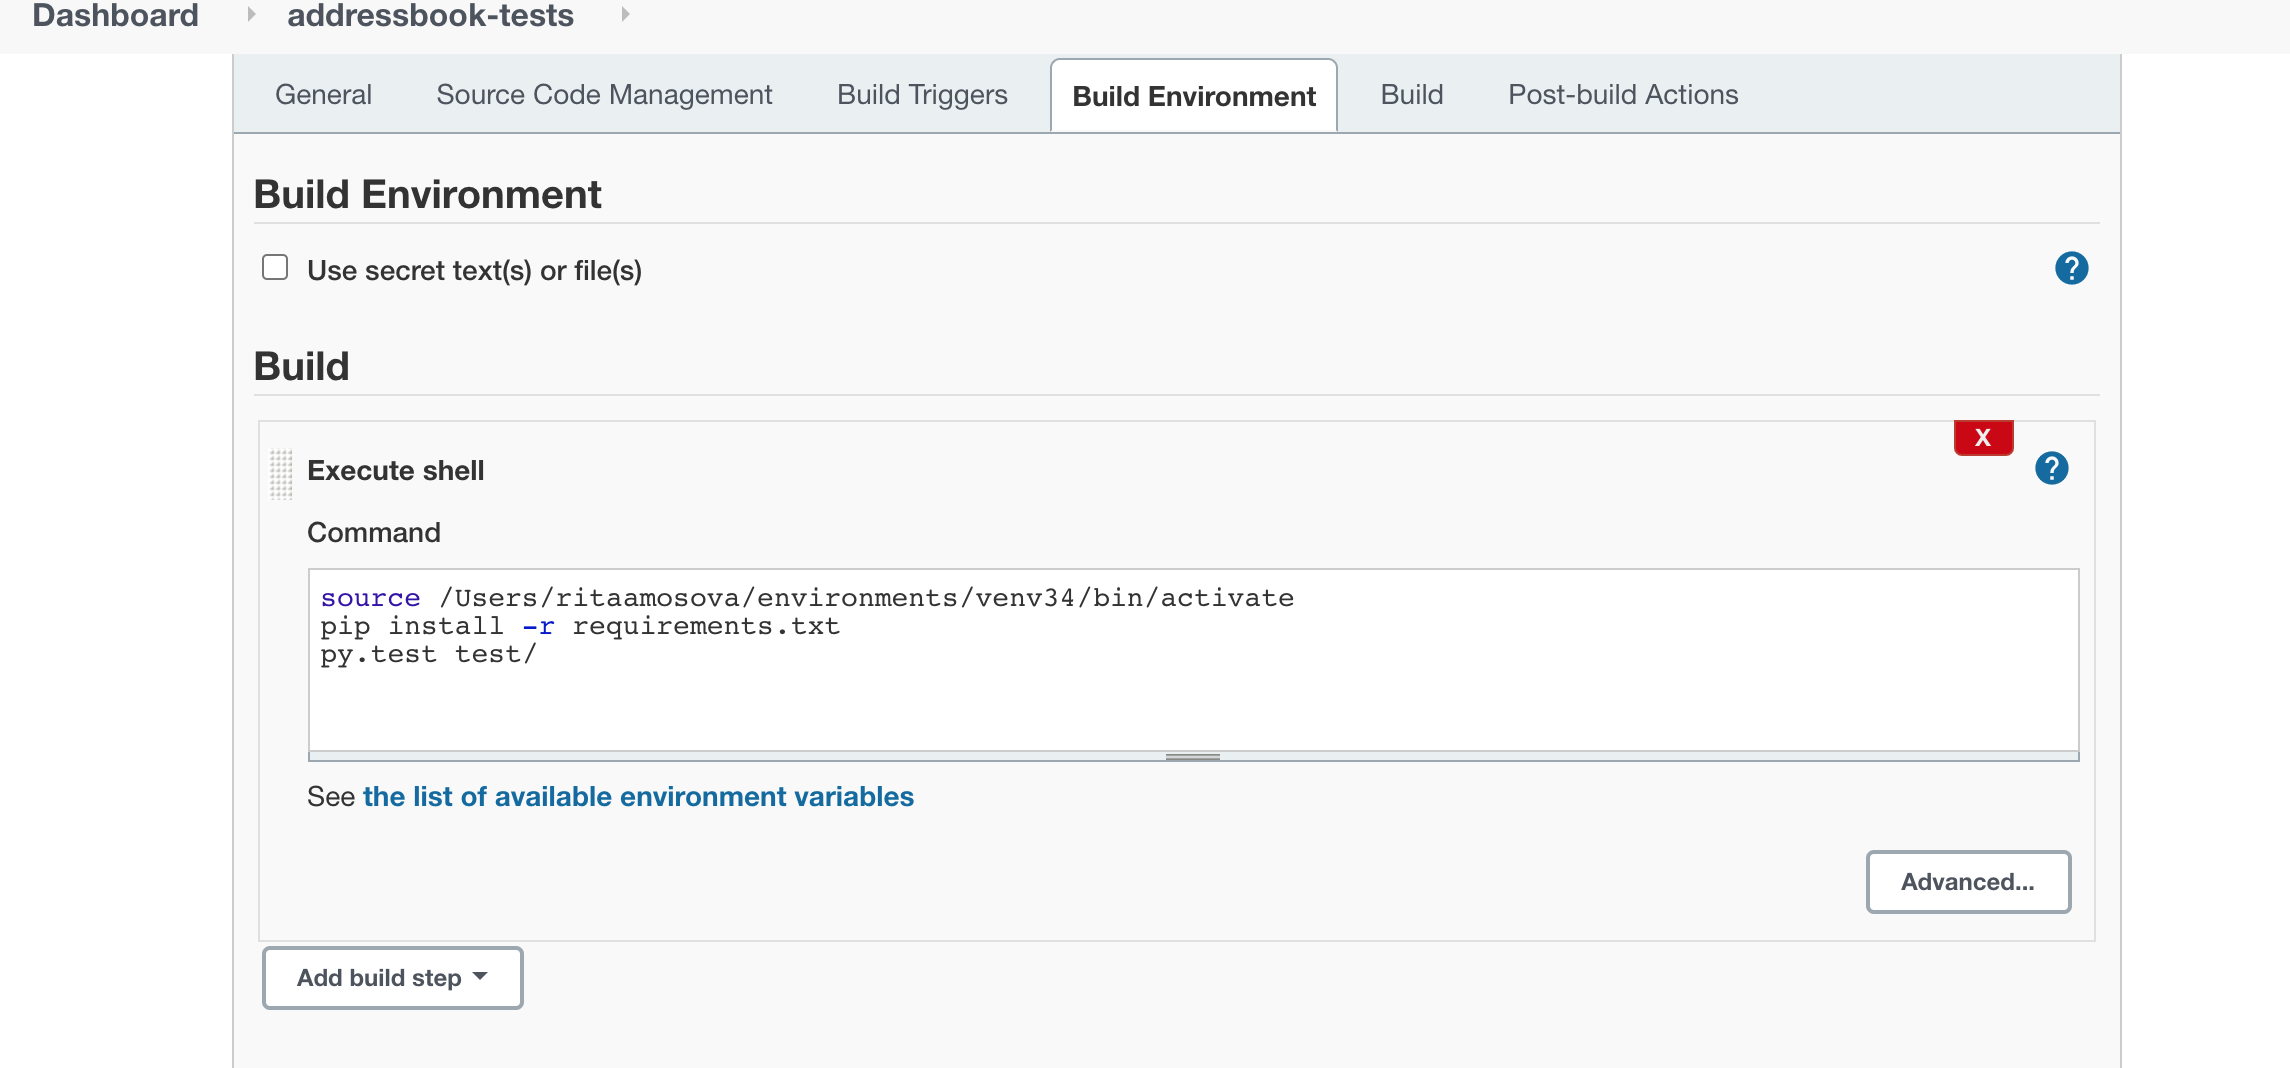 Dashboard addressbook-tests
General Source Code Management Build Triggers Build Environment Build Post-build Actions
Build Environment
Use secret text(s) or file(s) ?
Build
X
Execute shell ?
Command
source /Users/ritaamosova/environments/venv34/bin/activate
pip install -r requirements.txt
py.test test/
See the list of available environment variables
Advanced...
Add build step